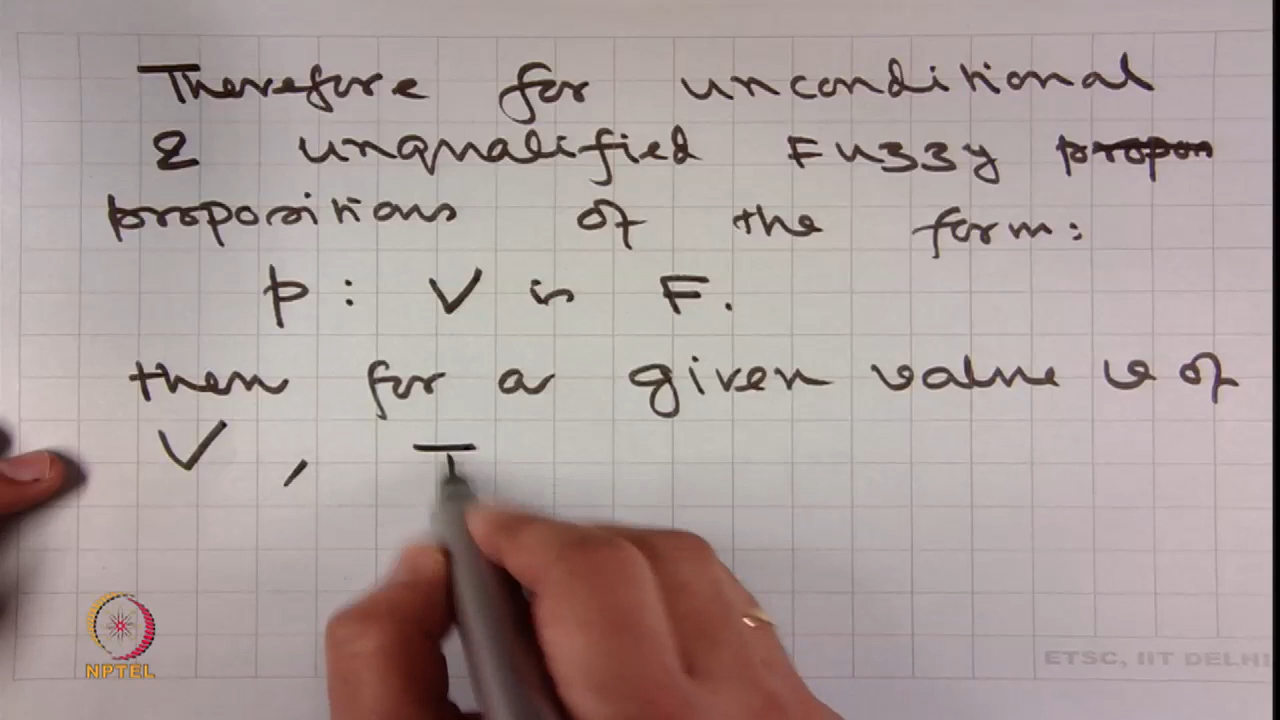 Therefore for unconditional
& unqualified Fuzzy propon
propositions of the form:
p : V is F.
then for a given value v of
V , T
NPTEL
ETSC, IIT DELHI